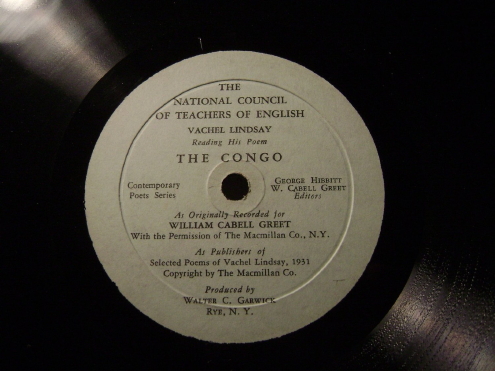 THE
NATIONAL COUNCIL
OF TEACHERS OF ENGLISH
VACHEL LINDSAY
Reading His Poem
THE CONGO
Contemporary
Poets Series
GEORGE HIBBITT
W. CABELL GREET
Editors
As Originally Recorded for
WILLIAM CABELL GREET
With the Permission of The Macmillan Co., N.Y.
As Publishers of
Selected Poems of Vachel Lindsay, 1931
Copyright by The Macmillan Co.
Produced by
WALTER C. GARWICK
RYE, N. Y.